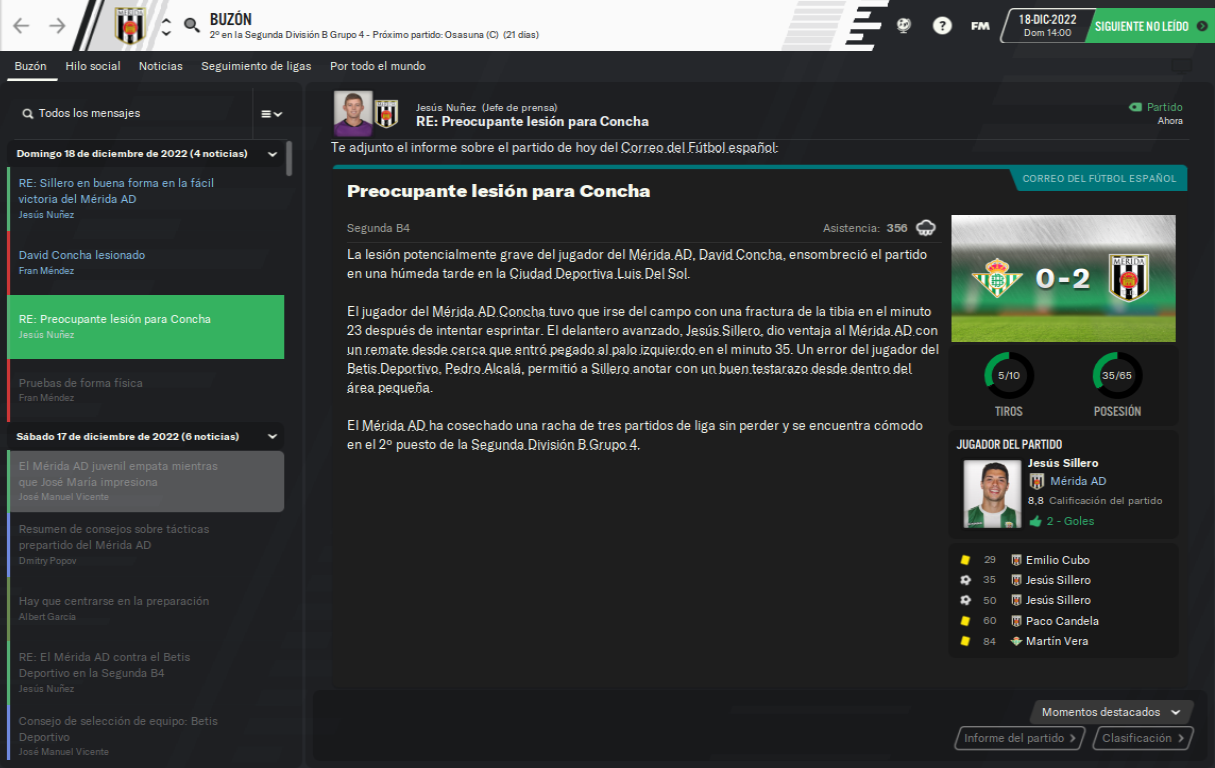 BUZÓN
2º en la Segunda División B Grupo 4 - Próximo partido: Osasuna (C) (21 días)
FM
18-DIC-2022
Dom 14:00
SIGUIENTE NO LEÍDO
Buzón
Hilo social
Noticias
Seguimiento de ligas
Por todo el mundo
Todos los mensajes
Domingo 18 de diciembre de 2022 (4 noticias)
RE: Sillero en buena forma en la fácil
victoria del Mérida AD
Jesús Nuñez
David Concha lesionado
Fran Méndez
RE: Preocupante lesión para Concha
Jesús Nuñez
Pruebas de forma física
Fran Méndez
Sábado 17 de diciembre de 2022 (6 noticias)
El Mérida AD juvenil empata mientras
que José María impresiona
José Manuel Vicente
Resumen de consejos sobre tácticas
prepartido del Mérida AD
Dmitry Popov
Hay que centrarse en la preparación
Albert García
RE: El Mérida AD contra el Betis
Deportivo en la Segunda B4
Jesús Nuñez
Consejo de selección de equipo: Betis
Deportivo
José Manuel Vicente
Jesús Nuñez (Jefe de prensa)
RE: Preocupante lesión para Concha
Partido
Ahora
Te adjunto el informe sobre el partido de hoy del Correo del Fútbol español:
CORREO DEL FÚTBOL ESPAÑOL
Preocupante lesión para Concha
Segunda B4
Asistencia: 356
La lesión potencialmente grave del jugador del Mérida AD, David Concha, ensombreció el partido
en una húmeda tarde en la Ciudad Deportiva Luis Del Sol.
El jugador del Mérida AD Concha tuvo que irse del campo con una fractura de la tibia en el minuto
23 después de intentar esprintar. El delantero avanzado, Jesús Sillero, dio ventaja al Mérida AD con
un remate desde cerca que entró pegado al palo izquierdo en el minuto 35. Un error del jugador del
Betis Deportivo, Pedro Alcalá, permitió a Sillero anotar con un buen testarazo desde dentro del
área pequeña.
El Mérida AD ha cosechado una racha de tres partidos de liga sin perder y se encuentra cómodo
en el 2º puesto de la Segunda División B Grupo 4.
0-2
MÉRIDA
5/10
35/65
TIROS
POSESIÓN
JUGADOR DEL PARTIDO
Jesús Sillero
Mérida AD
8,8 Calificación del partido
2 - Goles
29 Emilio Cubo
35 Jesús Sillero
50 Jesús Sillero
60 Paco Candela
84 Martín Vera
Momentos destacados
Informe del partido
Clasificación